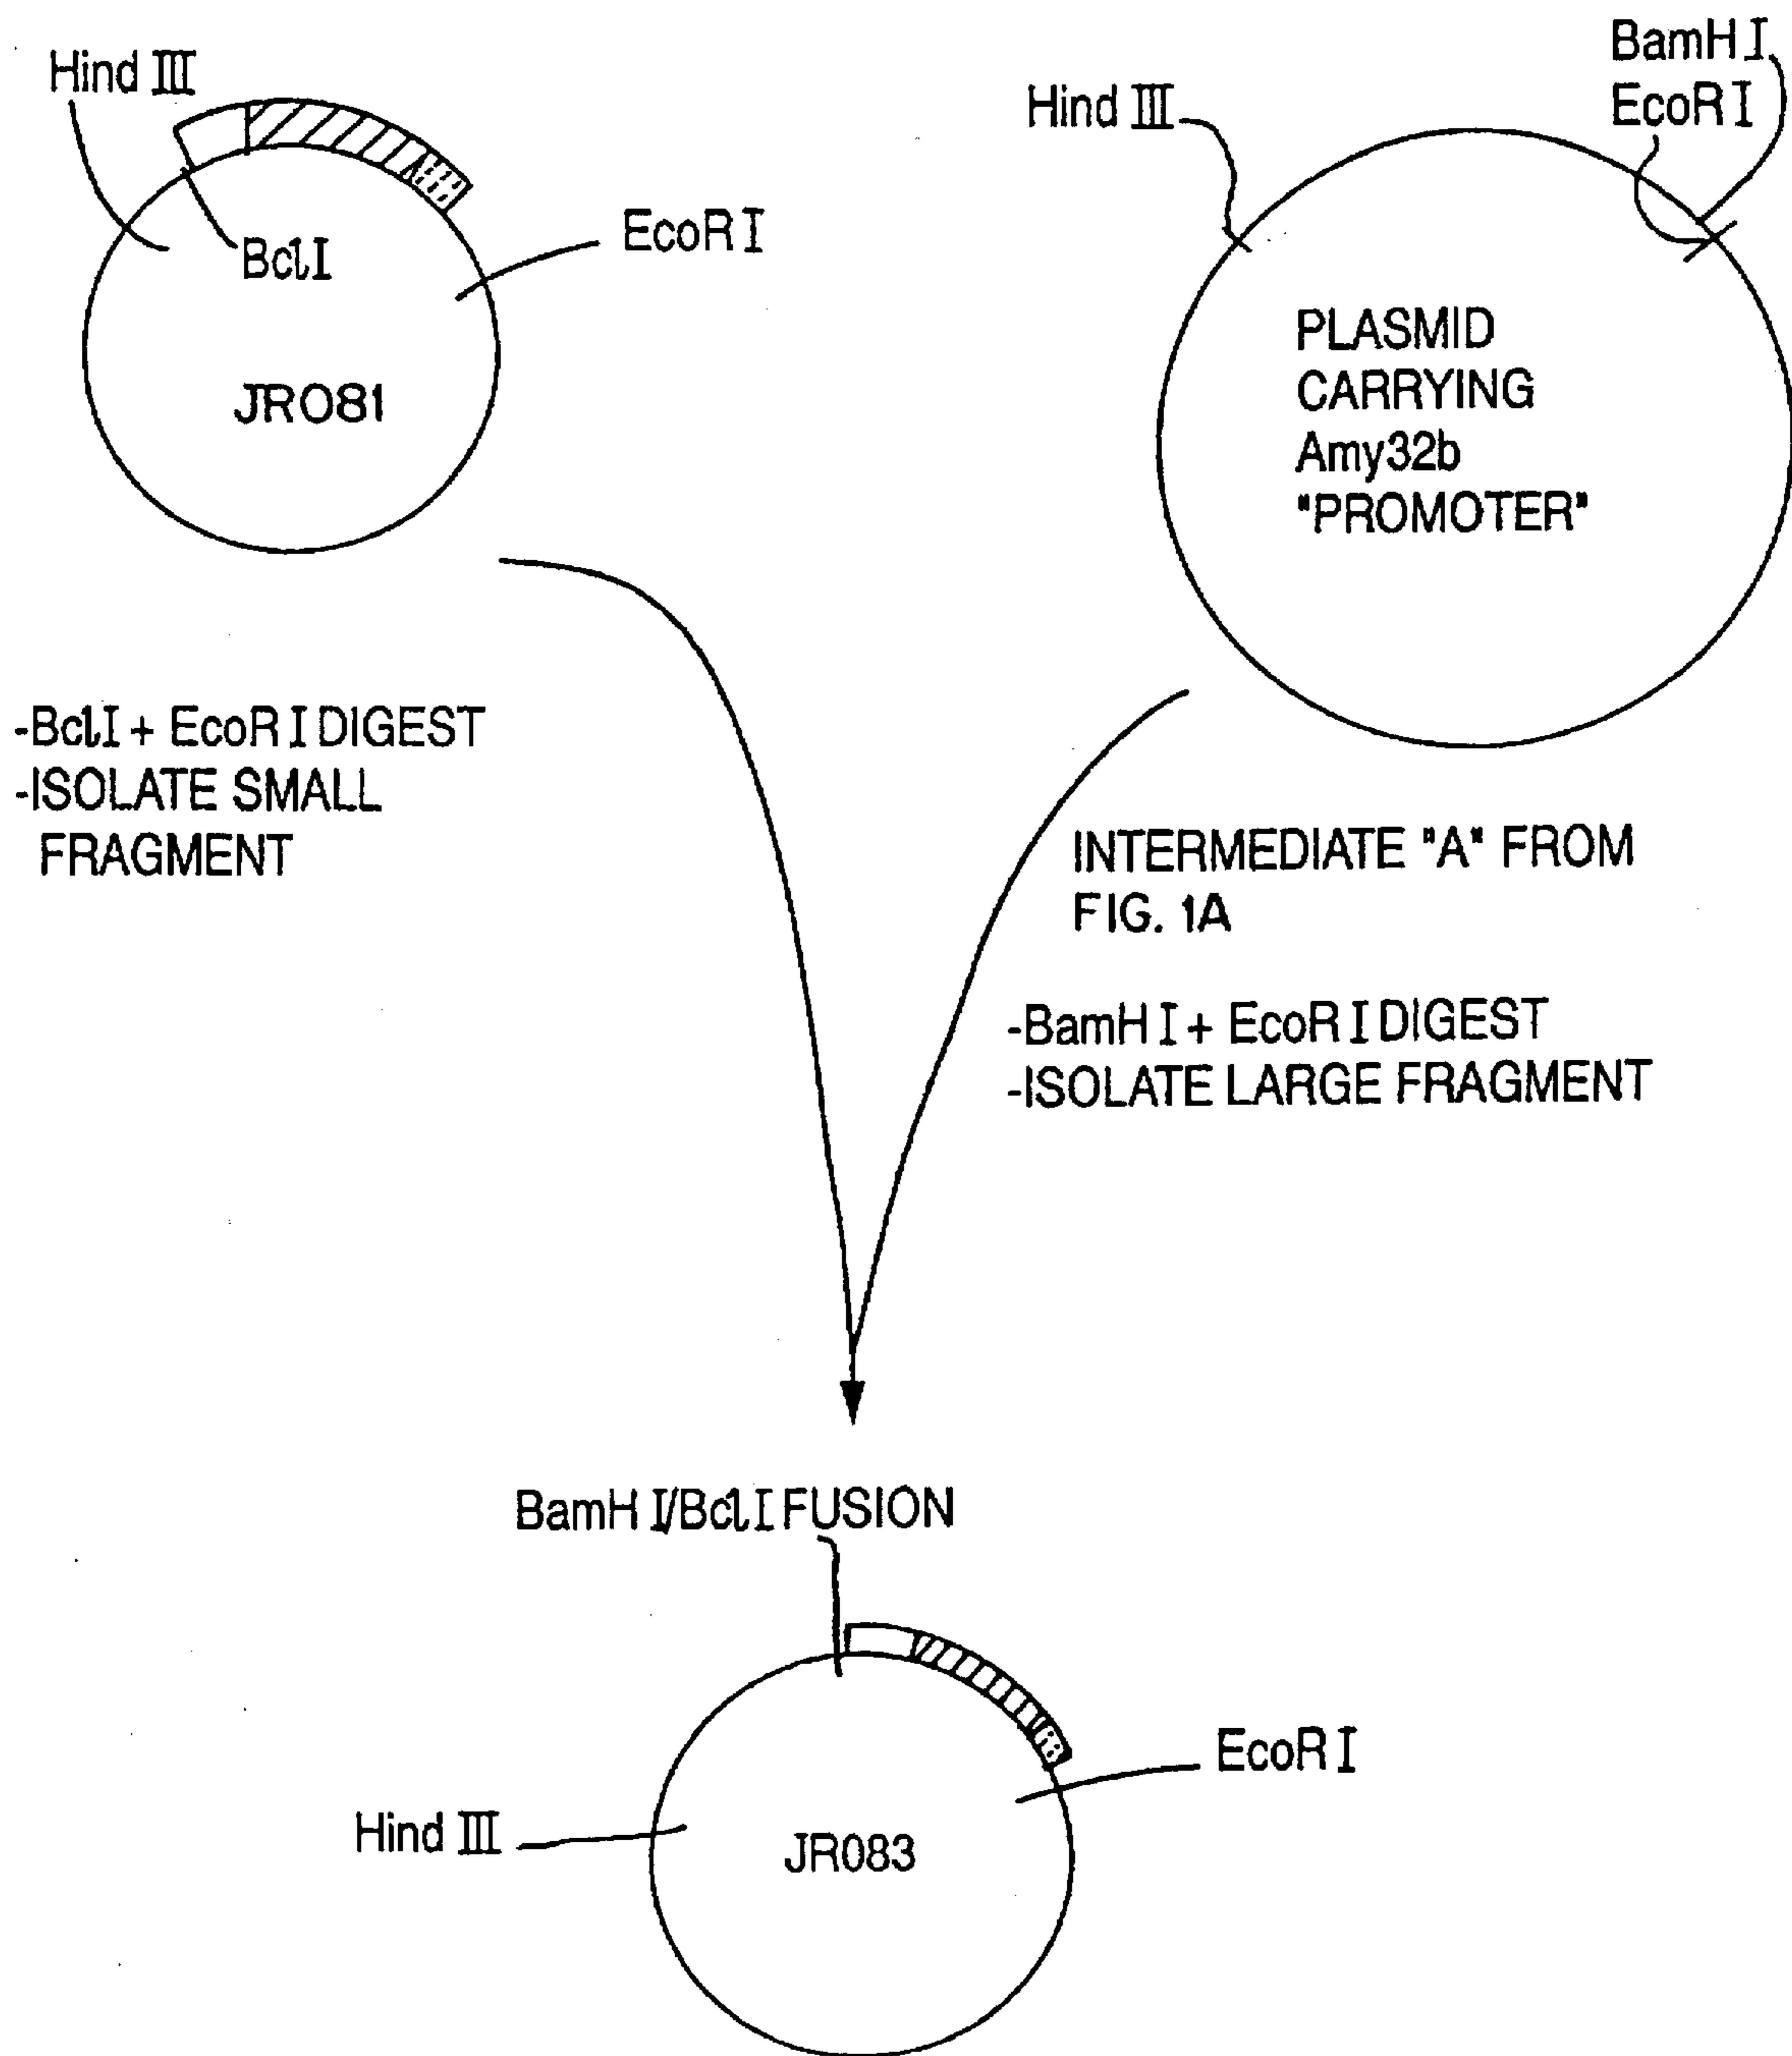 Hind III
BclI
EcoR I
JRO81
BamH I
EcoR I
Hind III
PLASMID
CARRYING
Amy32b
"PROMOTER"
-BclI + EcoR I DIGEST
-ISOLATE SMALL
FRAGMENT
INTERMEDIATE "A" FROM
FIG. 1A
-BamH I + EcoR I DIGEST
-ISOLATE LARGE FRAGMENT
BamH I/BclI FUSION
EcoR I
Hind III
JR083